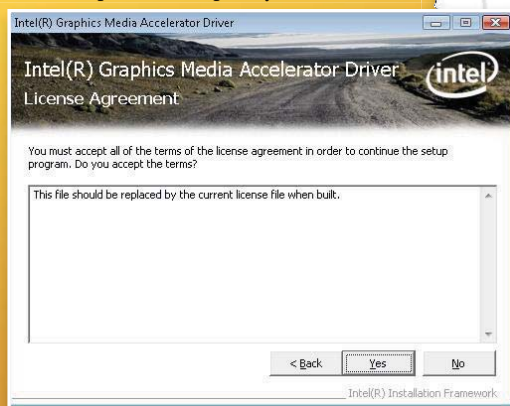 Intel(R) Graphics Media Accelerator Driver
Intel(R) Graphics Media Accelerator Driver
License Agreement
intel
You must accept all of the terms of the license agreement in order to continue the setup
program. Do you accept the terms?
This file should be replaced by the current license file when built.
< Back
Yes
No
Intel(R) Installation Framework